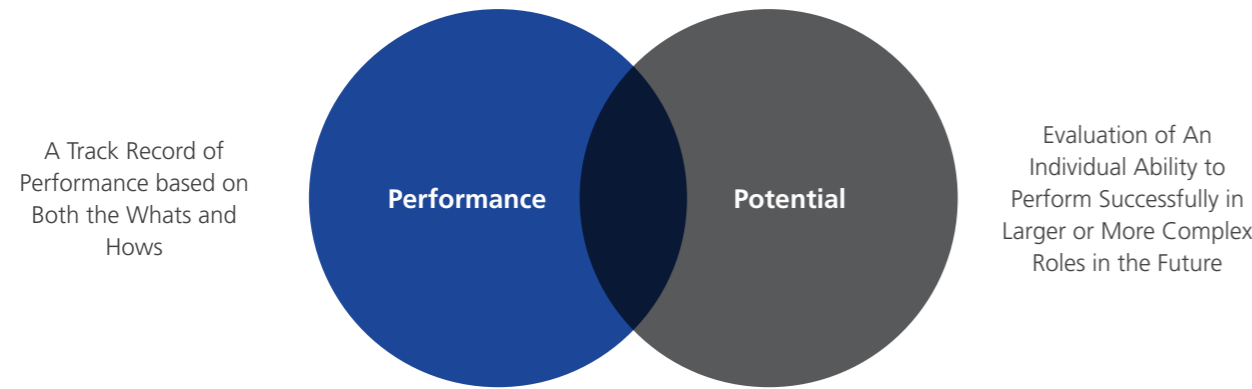 A Track Record of
Performance based on
Both the Whats and
Hows
Performance
Potential
Evaluation of An
Individual Ability to
Perform Successfully in
Larger or More Complex
Roles in the Future